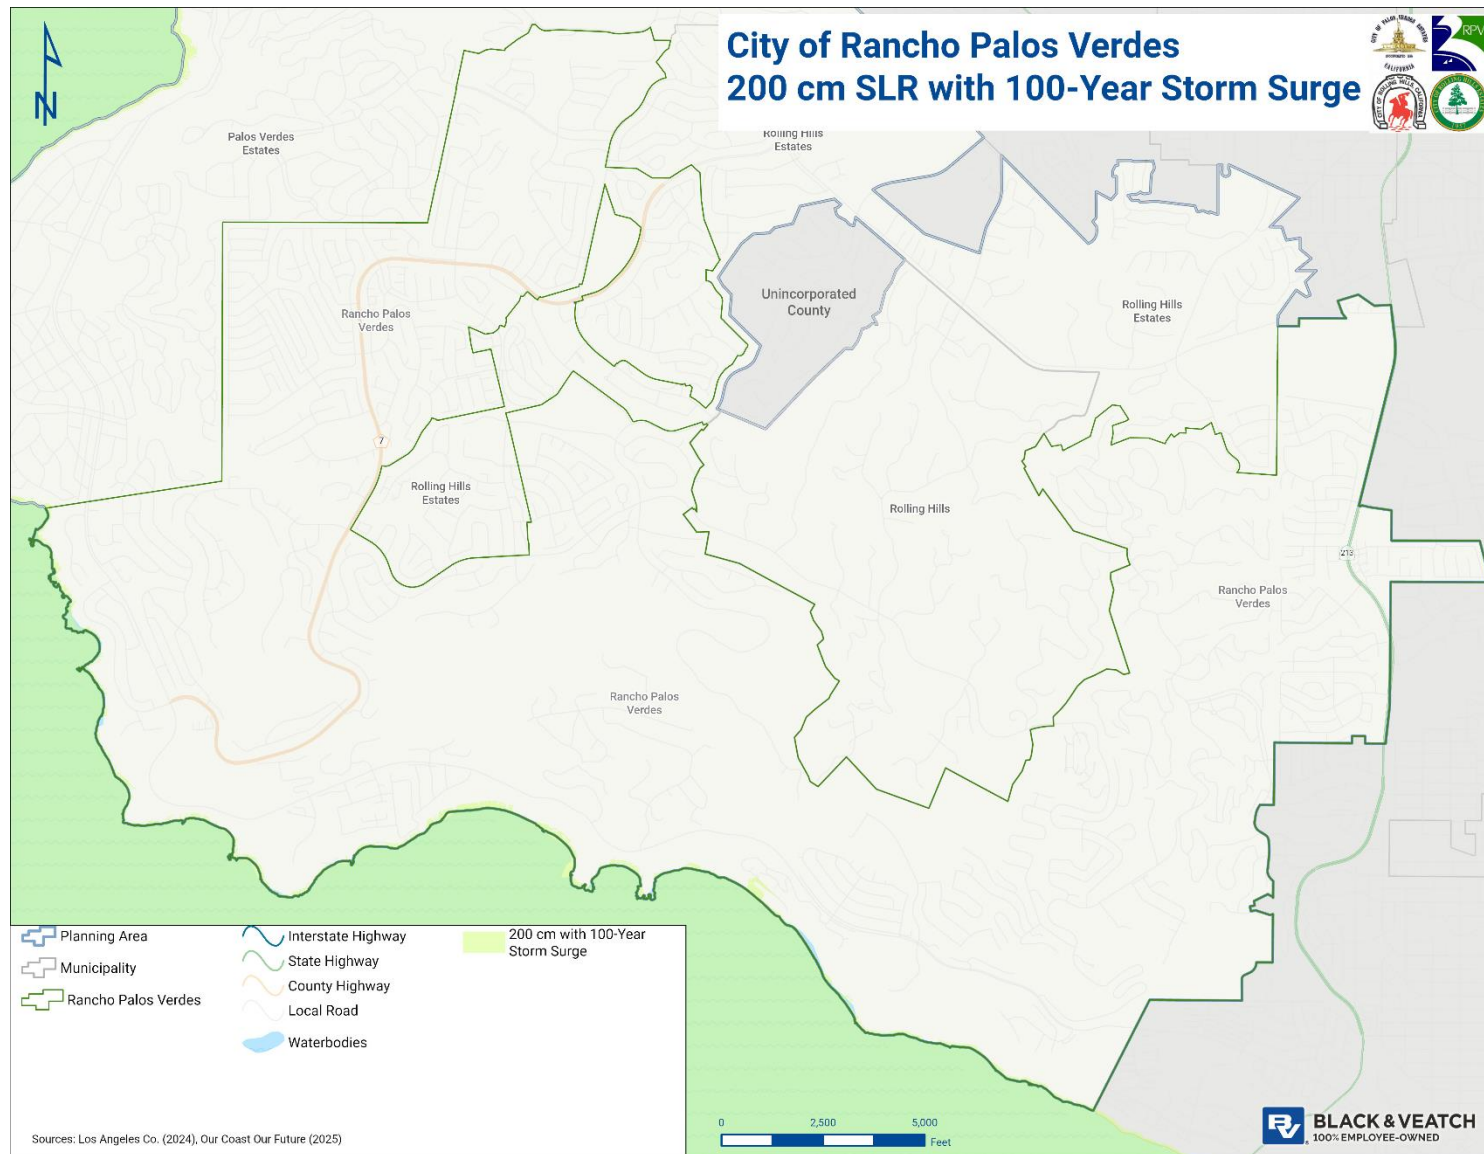 City of Rancho Palos Verdes
200 cm SLR with 100-Year Storm Surge
RPV
CALIFORNIA
1957
N
Palos Verdes
Estates
Rolling Hills
Estates
Unincorporated
County
Rolling Hills
Estates
Rancho Palos
Verdes
7
Rolling Hills
Estates
Rolling Hills
213
Rancho Palos
Verdes
Rancho Palos
Verdes
Planning Area
Municipality
Rancho Palos Verdes
Interstate Highway
State Highway
County Highway
Local Road
Waterbodies
200 cm with 100-Year
Storm Surge
Sources: Los Angeles Co. (2024), Our Coast Our Future (2025)
0 2,500 5,000
Feet
BV
BLACK & VEATCH
100% EMPLOYEE-OWNED